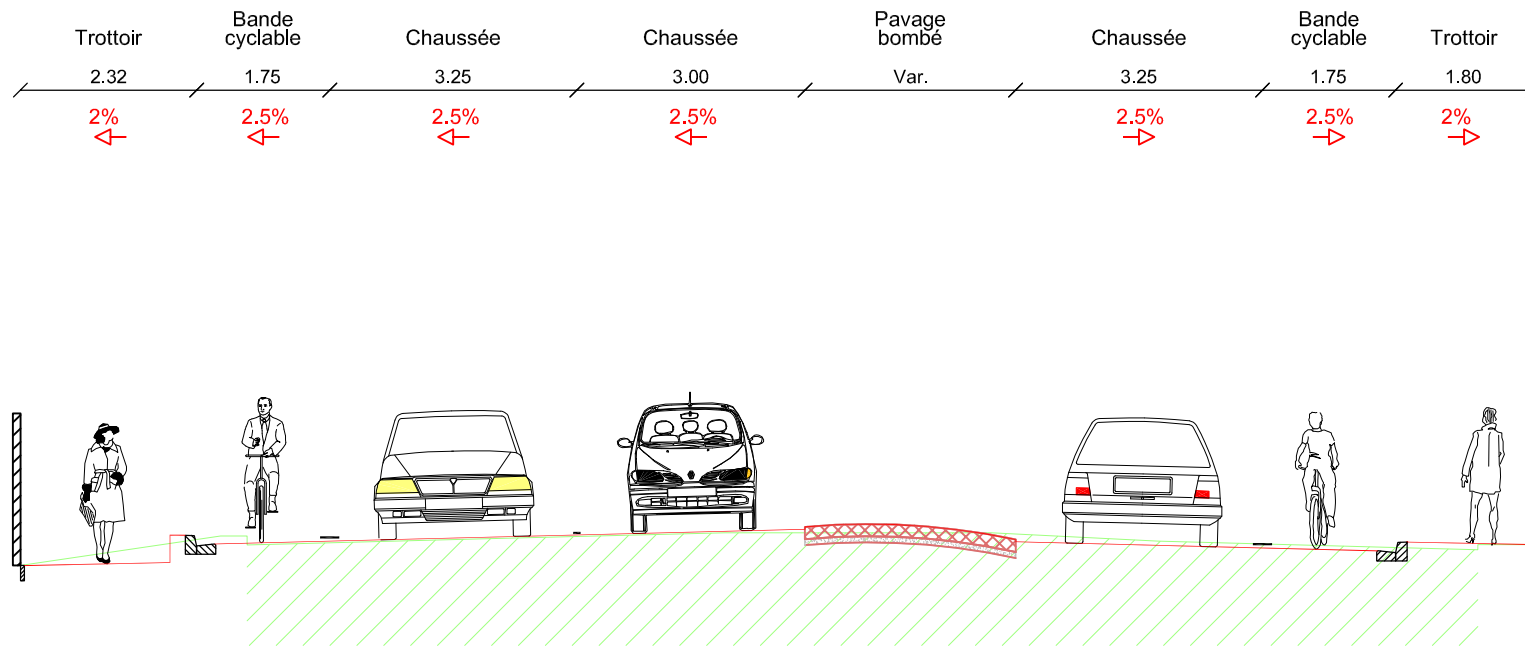 Trottoir
Bande
cyclable
Chaussée
Chaussée
Pavage
bombé
Chaussée
Bande
cyclable
Trottoir
2.32
1.75
3.25
3.00
Var.
3.25
1.75
1.80
2%
2.5%
2.5%
2.5%
2.5%
2.5%
2%